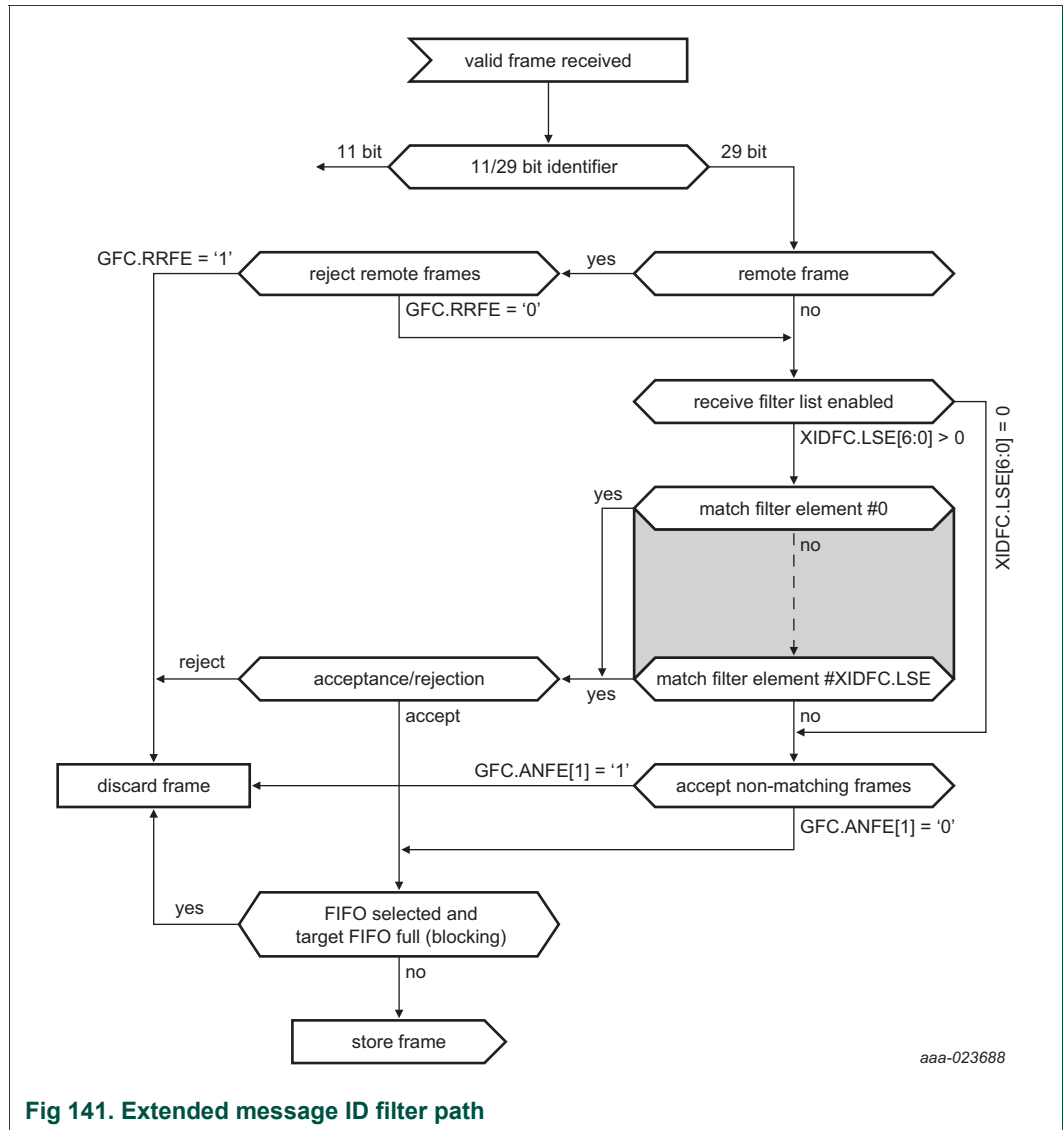 valid frame received
11 bit
11/29 bit identifier
29 bit
GFC.RRFE = ‘1’
reject remote frames
yes
remote frame
GFC.RRFE = ‘0’
no
receive filter list enabled
XIDFC.LSE[6:0] > 0
XIDFC.LSE[6:0] = 0
yes
match filter element #0
no
reject
acceptance/rejection
yes
match filter element #XIDFC.LSE
accept
no
discard frame
GFC.ANFE[1] = ‘1’
accept non-matching frames
GFC.ANFE[1] = ‘0’
yes
FIFO selected and
target FIFO full (blocking)
no
store frame
aaa-023688
Fig 141. Extended message ID filter path